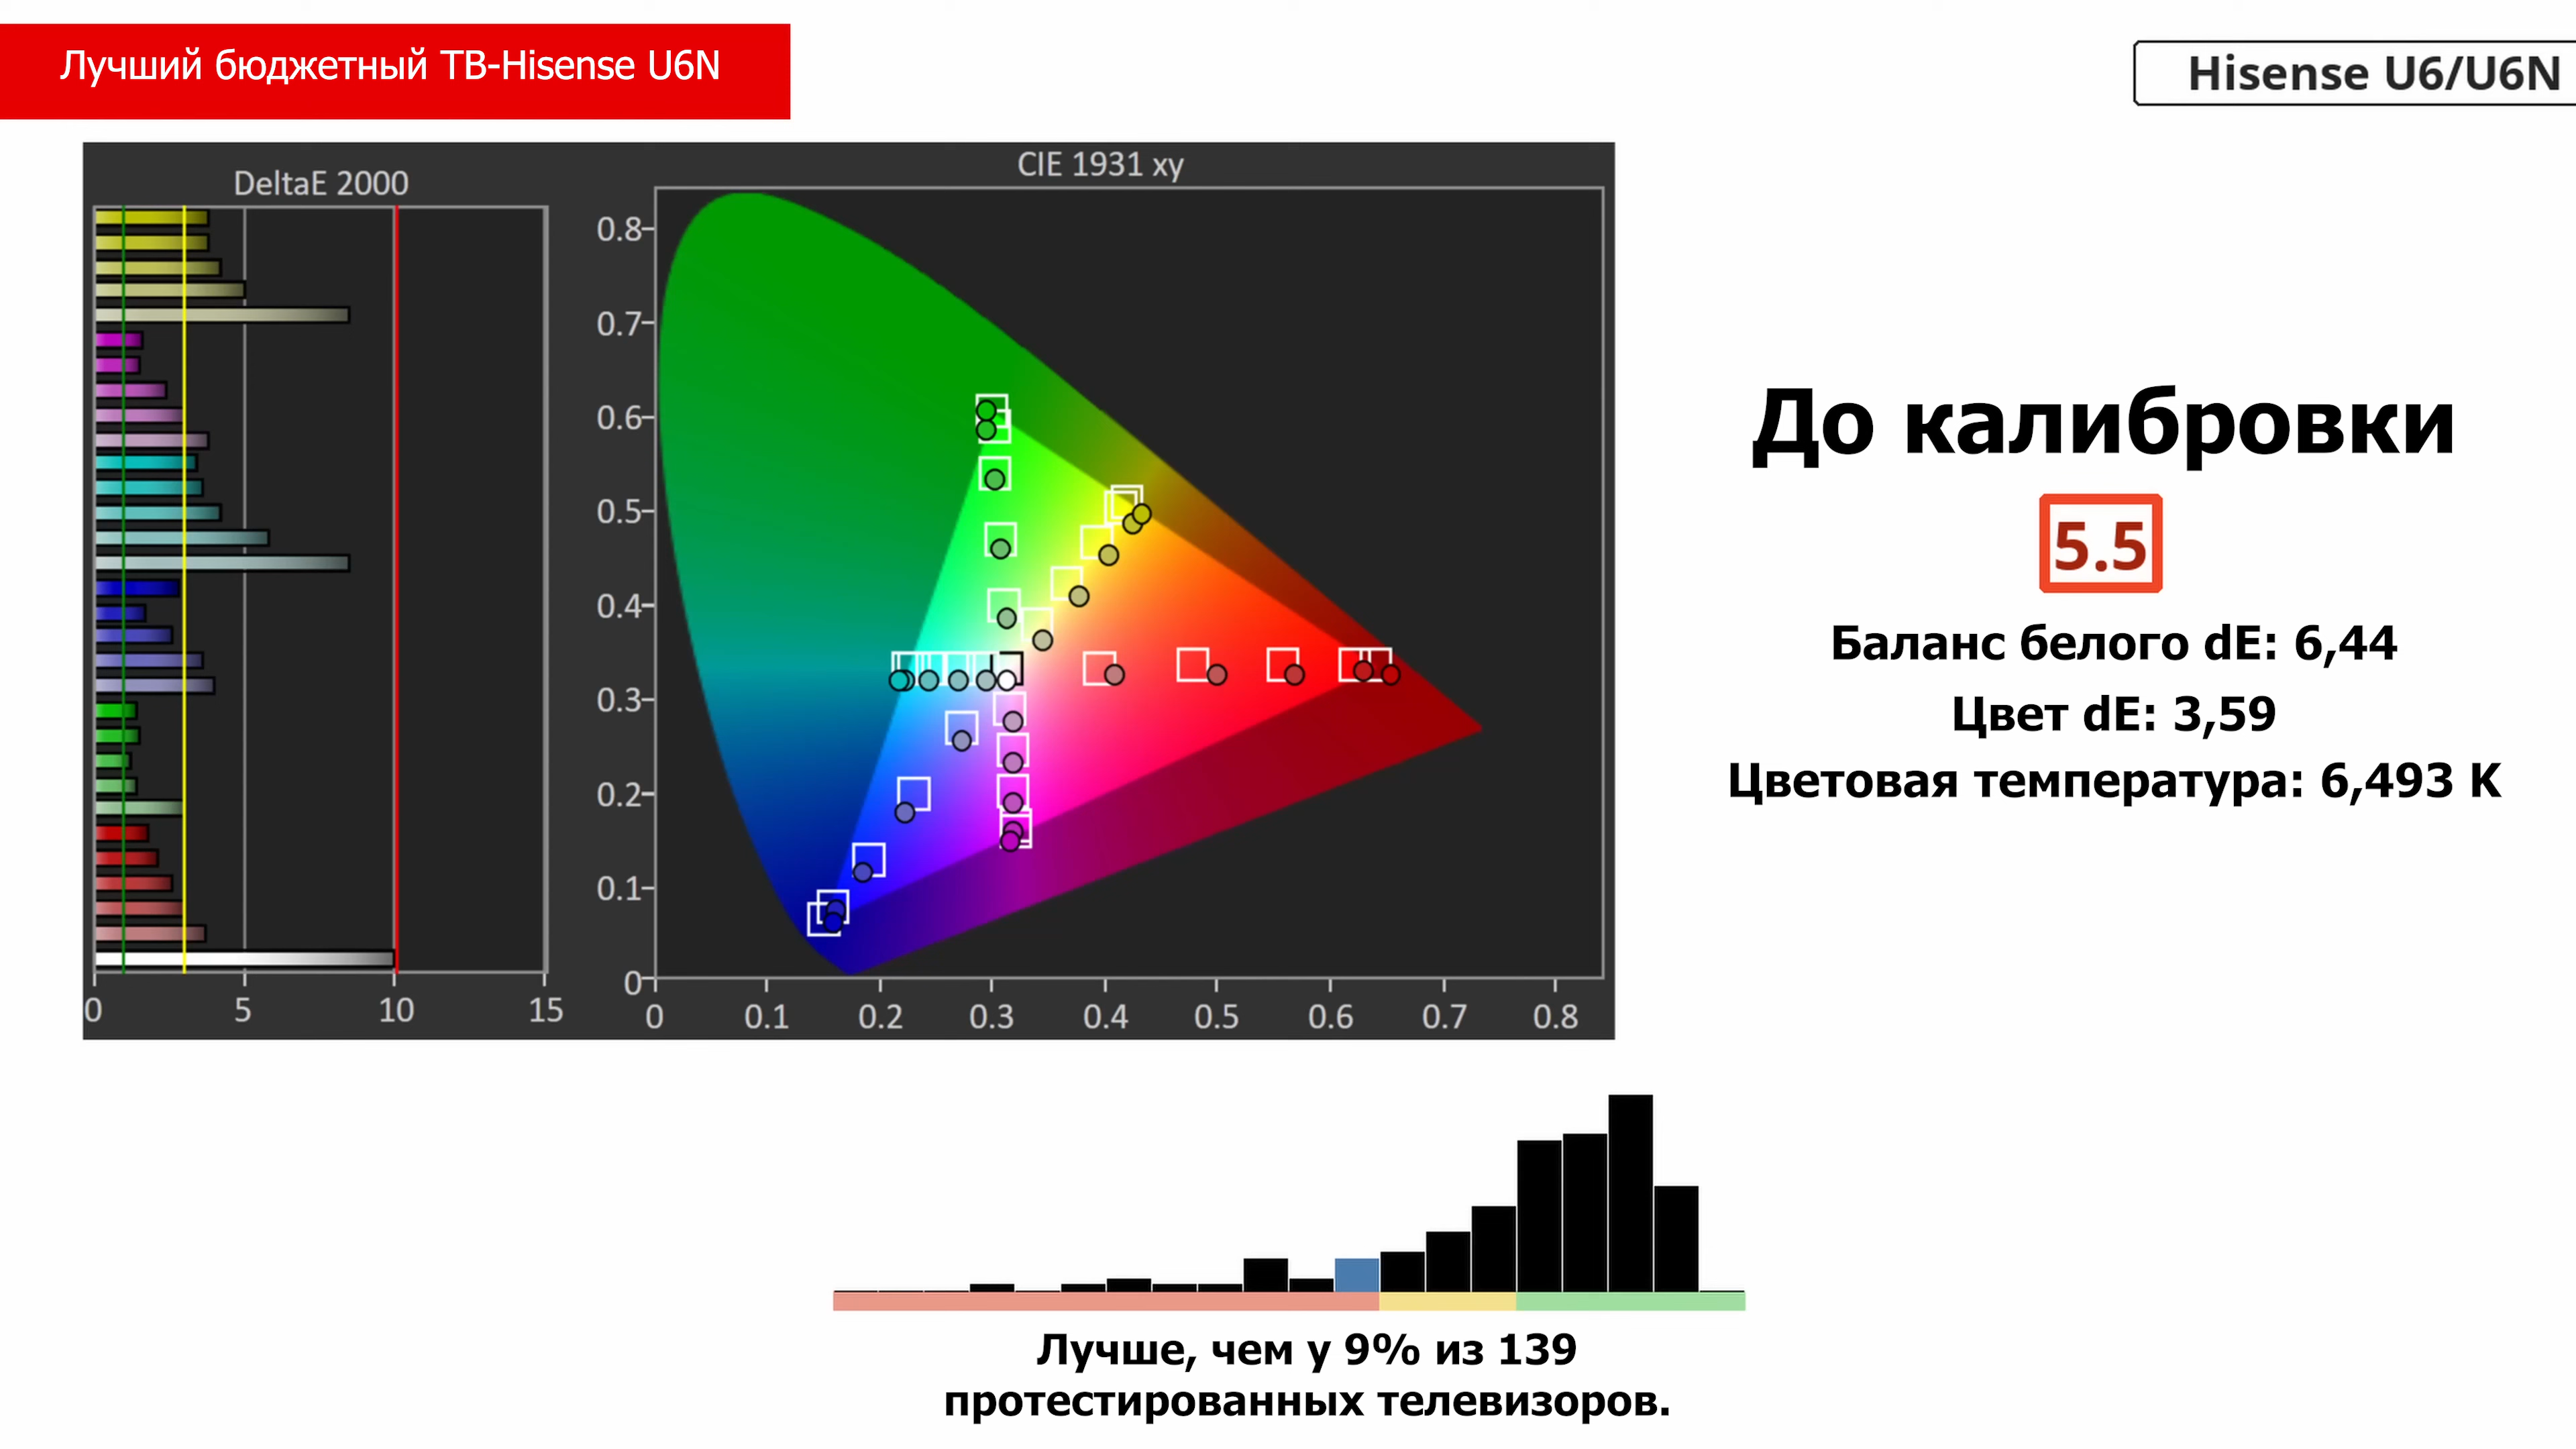 Лучший бюджетный ТВ-Hisense U6N
Hisense U6/U6N
DeltaE 2000
0 5 10 15
CIE 1931 xy
0.8
0.7
0.6
0.5
0.4
0.3
0.2
0.1
0
0 0.1 0.2 0.3 0.4 0.5 0.6 0.7 0.8
До калибровки
5.5
Баланс белого dE: 6,44
Цвет dE: 3,59
Цветовая температура: 6,493 K
Лучше, чем у 9% из 139
протестированных телевизоров.